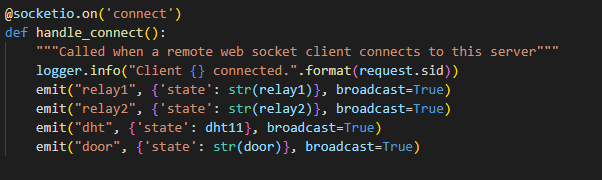 @socketio.on('connect')
def handle_connect():
    """Called when a remote web socket client connects to this server"""
    logger.info("Client {} connected.".format(request.sid))
    emit("relay1", {'state': str(relay1)}, broadcast=True)
    emit("relay2", {'state': str(relay2)}, broadcast=True)
    emit("dht", {'state': dht11}, broadcast=True)
    emit("door", {'state': str(door)}, broadcast=True)